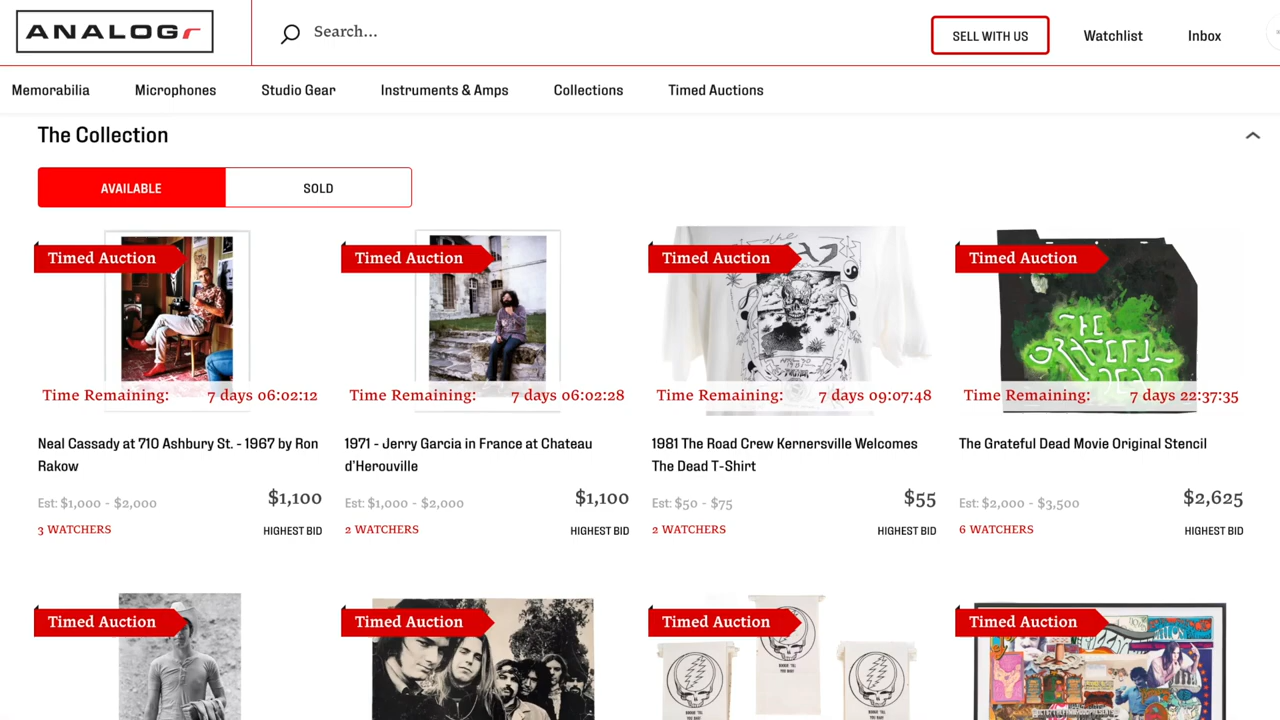 ANALOGr
Search...
SELL WITH US
Watchlist
Inbox
Memorabilia
Microphones
Studio Gear
Instruments & Amps
Collections
Timed Auctions
The Collection
AVAILABLE
SOLD
Timed Auction
Timed Auction
Timed Auction
Timed Auction
Time Remaining: 7 days 06:02:12
Time Remaining: 7 days 06:02:28
Time Remaining: 7 days 09:07:48
Time Remaining: 7 days 22:37:35
Neal Cassady at 710 Ashbury St. - 1967 by Ron
Rakow
Est: $1,000 - $2,000
$1,100
3 WATCHERS
HIGHEST BID
1971 - Jerry Garcia in France at Chateau
d'Herouville
Est: $1,000 - $2,000
$1,100
2 WATCHERS
HIGHEST BID
1981 The Road Crew Kernersville Welcomes
The Dead T-Shirt
Est: $50 - $75
$55
2 WATCHERS
HIGHEST BID
The Grateful Dead Movie Original Stencil
Est: $2,000 - $3,500
$2,625
6 WATCHERS
HIGHEST BID
Timed Auction
Timed Auction
Timed Auction
Timed Auction